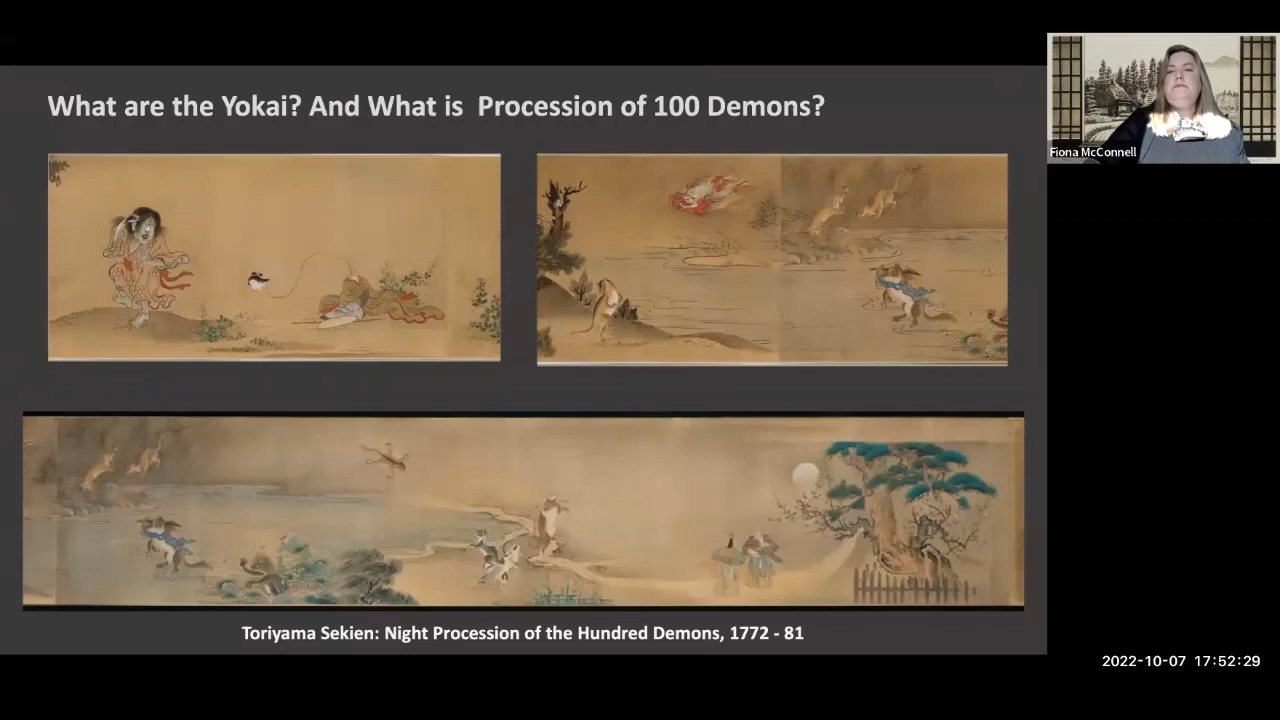 What are the Yokai? And What is  Procession of 100 Demons?
Fiona McConnell
Toriyama Sekien: Night Procession of the Hundred Demons, 1772 - 81
2022-10-07 17:52:29